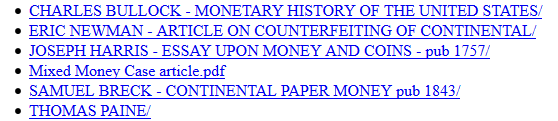 CHARLES BULLOCK - MONETARY HISTORY OF THE UNITED STATES/
ERIC NEWMAN - ARTICLE ON COUNTERFEITING OF CONTINENTAL/
JOSEPH HARRIS - ESSAY UPON MONEY AND COINS - pub 1757/
Mixed Money Case article.pdf
SAMUEL BRECK - CONTINENTAL PAPER MONEY pub 1843/
THOMAS PAINE/